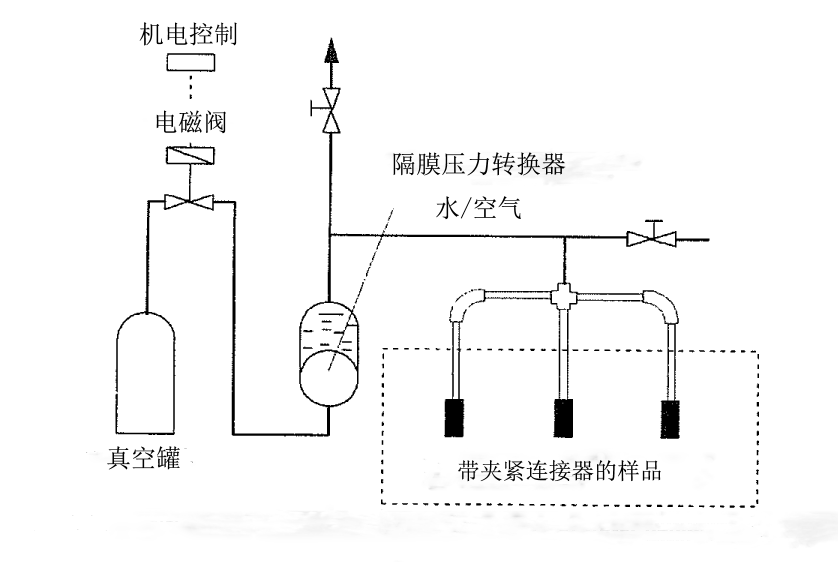 机电控制
电磁阀
隔膜压力转换器
水/空气
真空罐
带夹紧连接器的样品